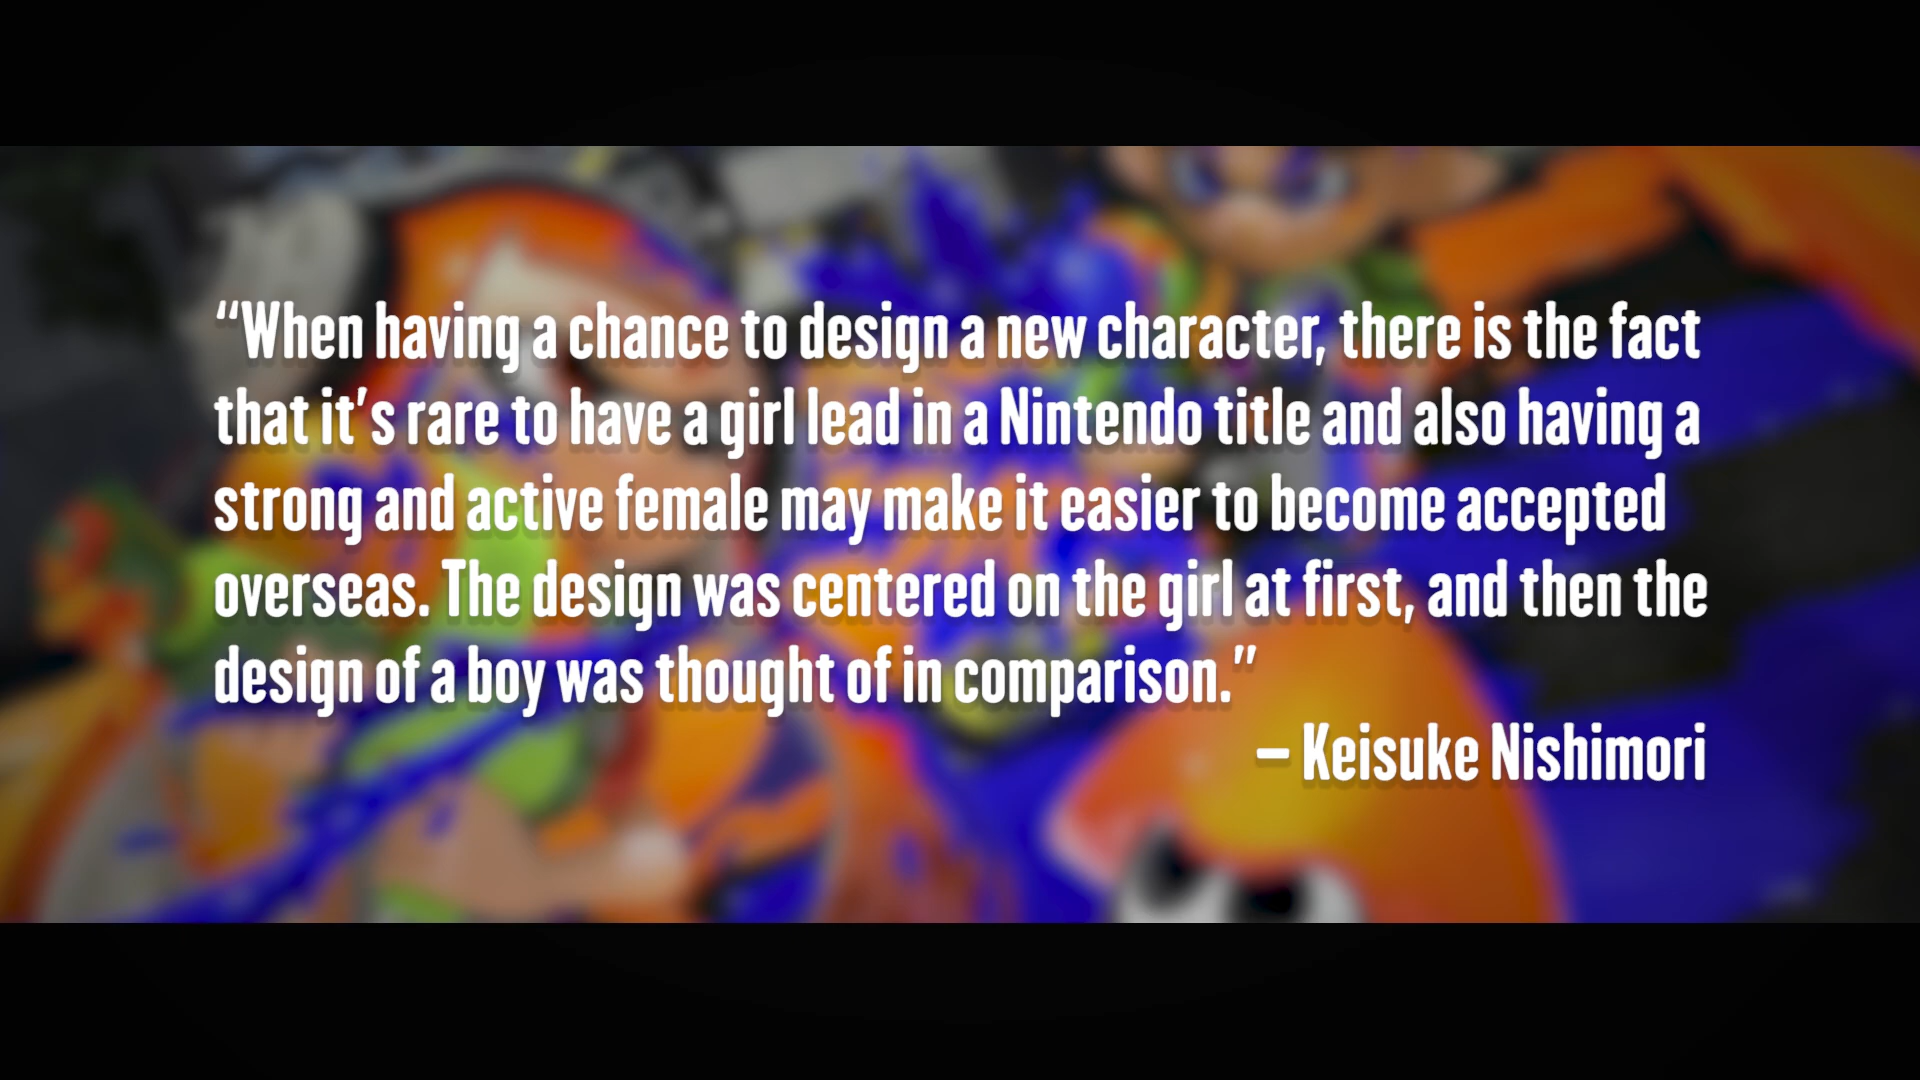 “When having a chance to design a new character, there is the fact
that it’s rare to have a girl lead in a Nintendo title and also having a
strong and active female may make it easier to become accepted
overseas. The design was centered on the girl at first, and then the
design of a boy was thought of in comparison.”
– Keisuke Nishimori